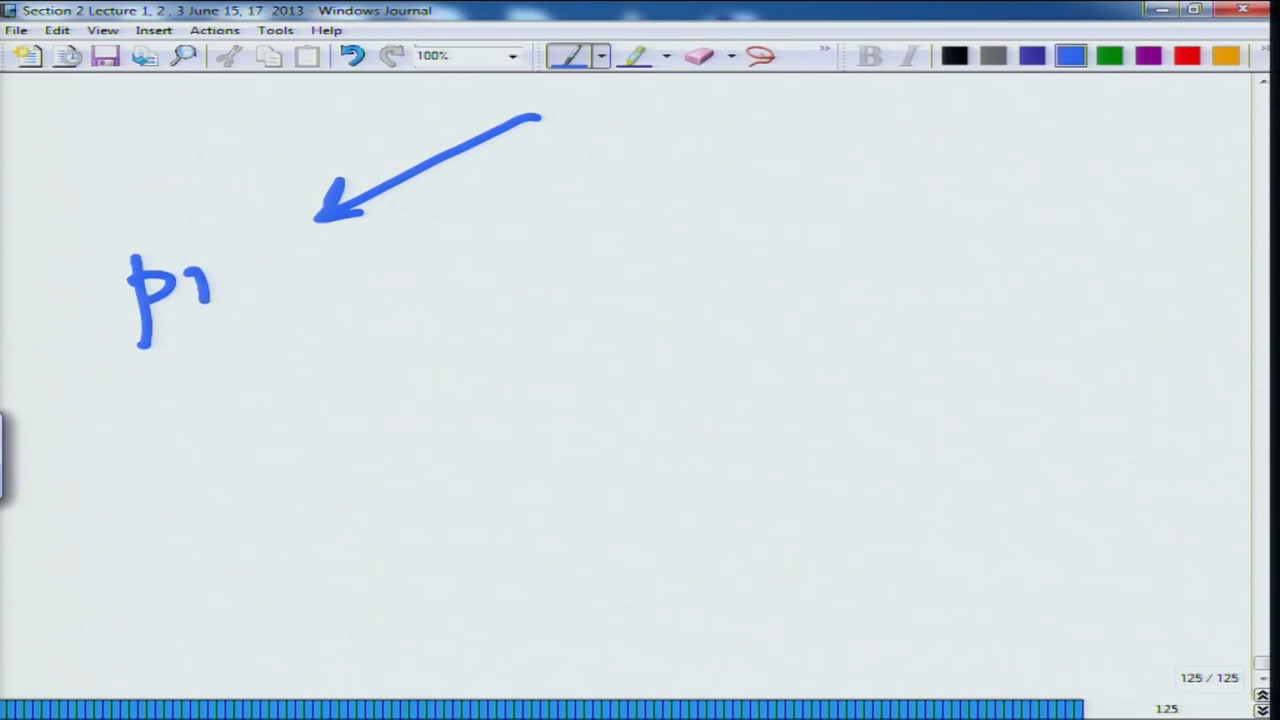 Section 2 Lecture 1, 2 , 3 June 15, 17 2013 - Windows Journal
File Edit View Insert Actions Tools Help
100% B I
pr
125 / 125
125